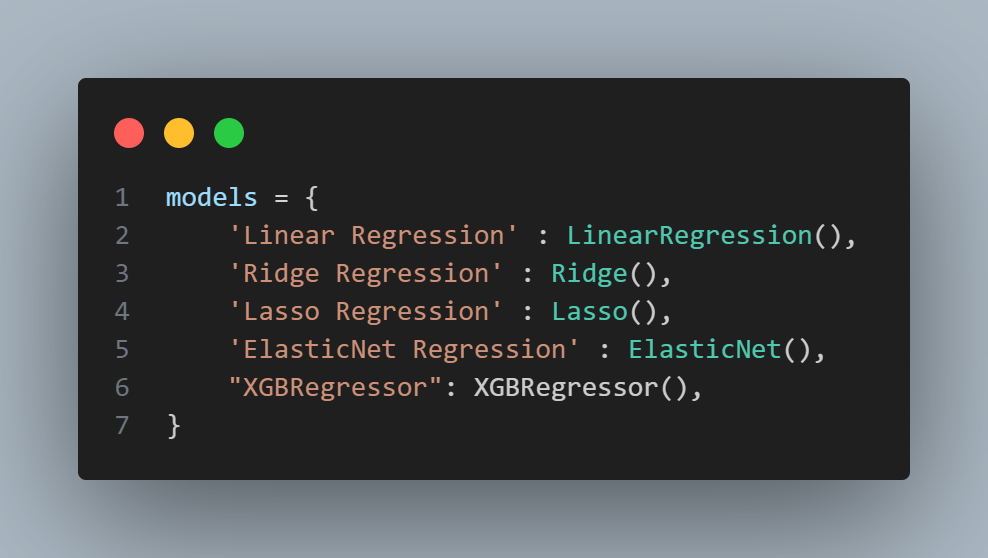 1 models = {
2     'Linear Regression' : LinearRegression(),
3     'Ridge Regression' : Ridge(),
4     'Lasso Regression' : Lasso(),
5     'ElasticNet Regression' : ElasticNet(),
6     "XGBRegressor": XGBRegressor(),
7 }